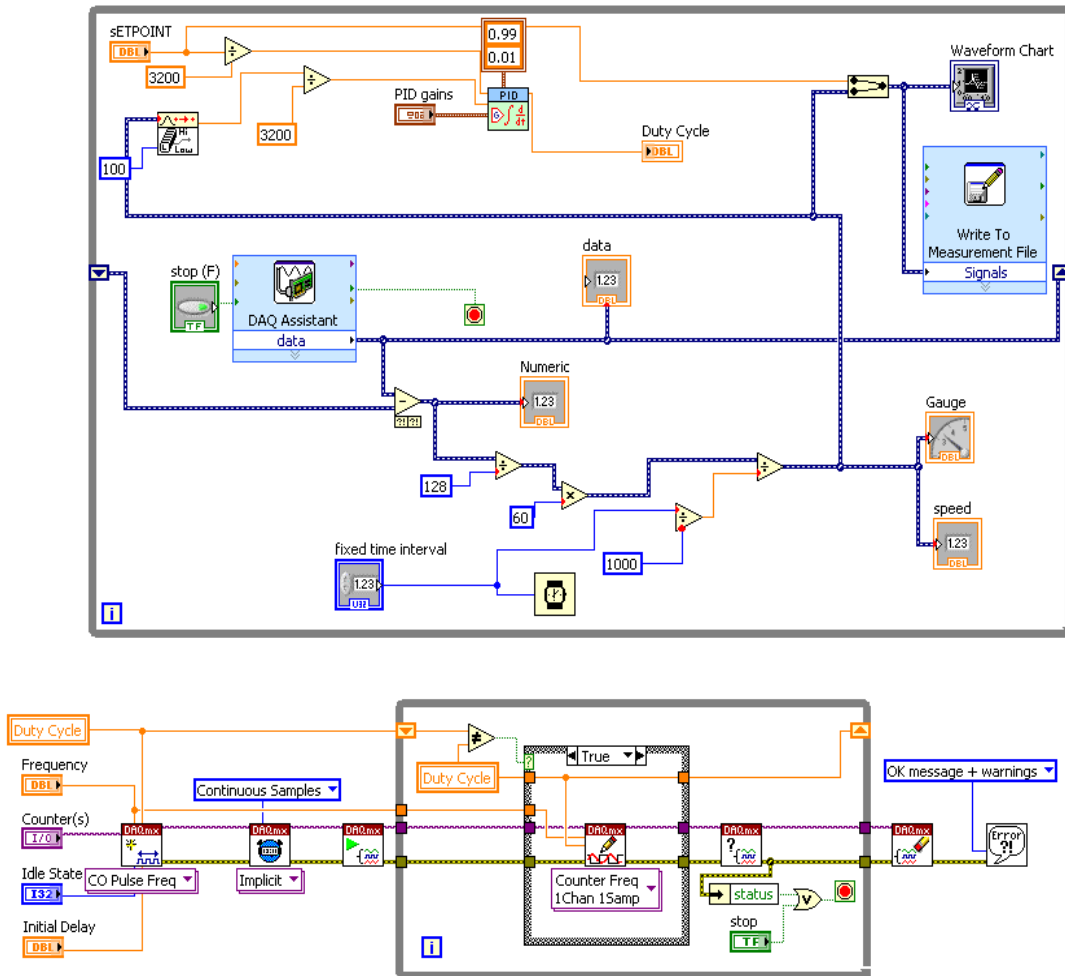 sETPOINT
DBL
3200
0.99
0.01
PID
PID gains
3200
Hi
Low
100
Duty Cycle
DBL
Waveform Chart
Write To
Measurement File
Signals
stop (F)
TF
DAQ Assistant
data
data
1.23
DBL
Numeric
1.23
DBL
128
60
1000
fixed time interval
1.23
U32
Gauge
DBL
speed
1.23
DBL
i
Duty Cycle
Frequency
DBL
Counter(s)
I/O
Idle State
I32
Initial Delay
DBL
DAQmx
CO Pulse Freq
Continuous Samples
DAQmx
Implicit
DAQmx
Duty Cycle
True
?
DAQmx
Counter Freq
1Chan 1Samp
DAQmx
?
status
stop
TF
i
OK message + warnings
DAQmx
Error
?!